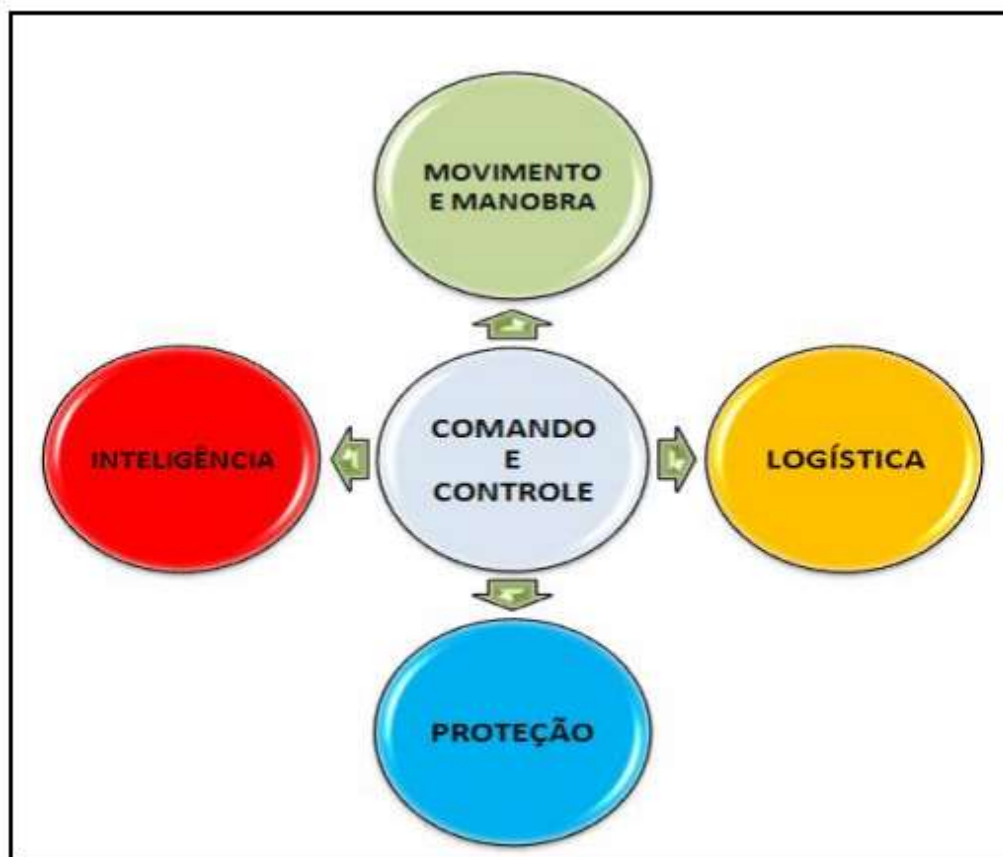 MOVIMENTO
E MANOBRA
INTELIGÊNCIA
COMANDO
E
CONTROLE
LOGÍSTICA
PROTEÇÃO